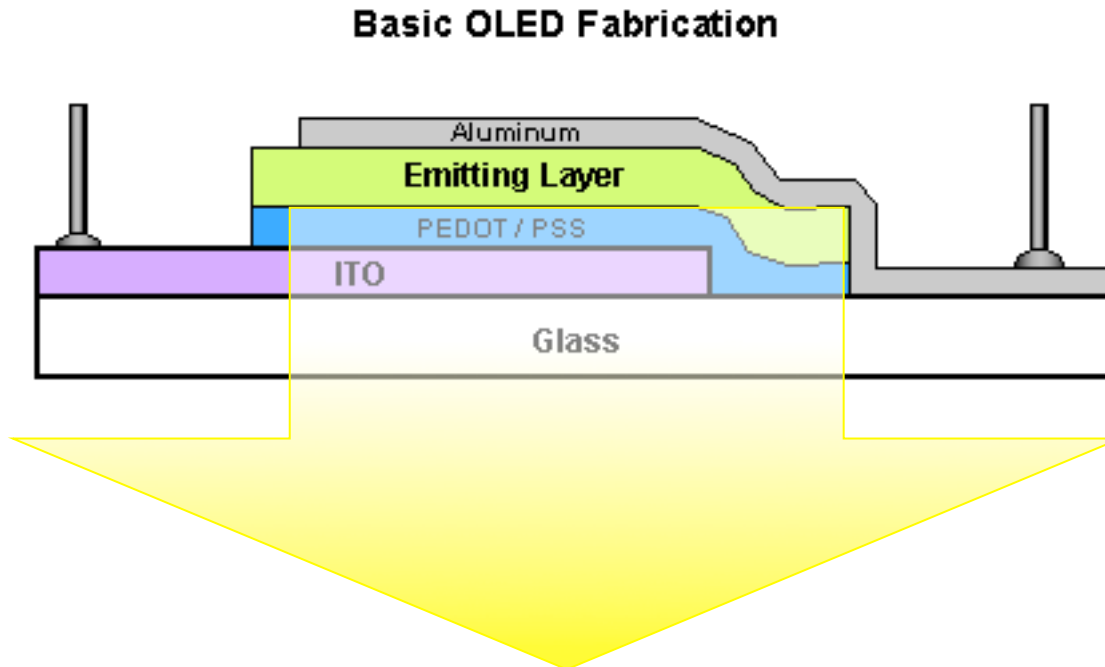 Basic OLED Fabrication
Aluminum
Emitting Layer
PEDOT / PSS
ITO
Glass